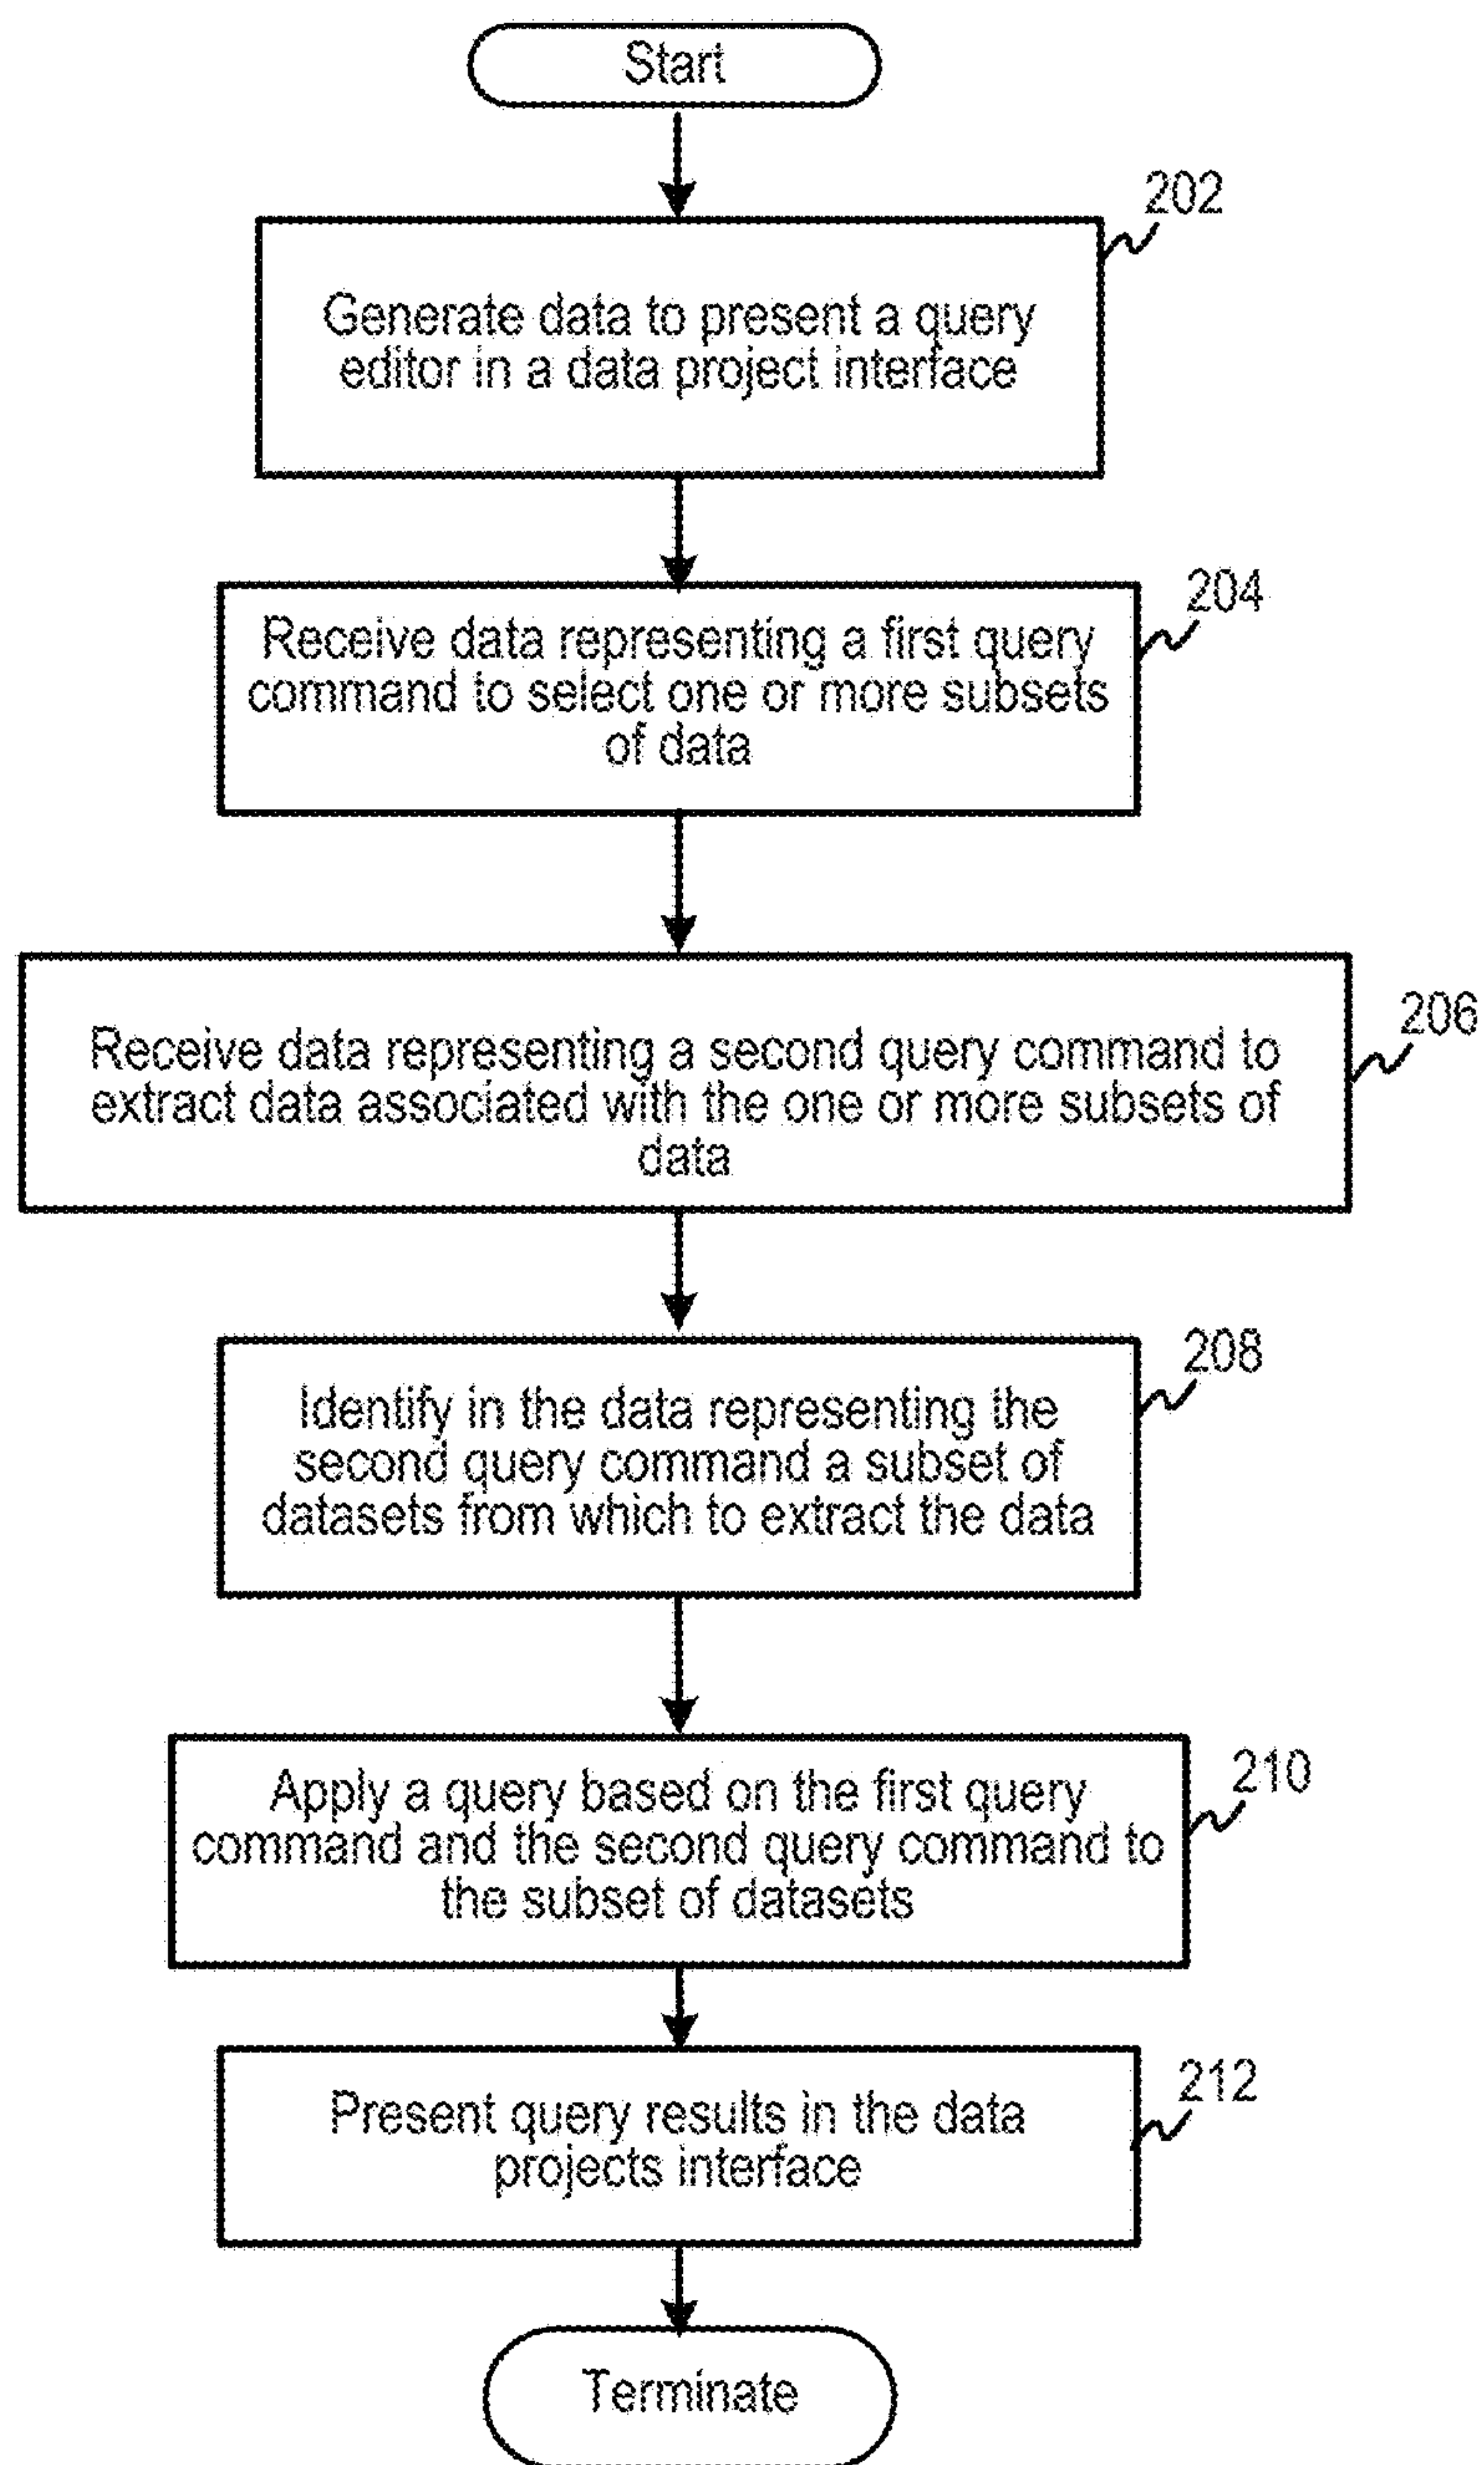 Start
202
Generate data to present a query
editor in a data project interface
204
Receive data representing a first query
command to select one or more subsets
of data
206
Receive data representing a second query command to
extract data associated with the one or more subsets of
data
208
Identify in the data representing the
second query command a subset of
datasets from which to extract the data
210
Apply a query based on the first query
command and the second query command to
the subset of datasets
212
Present query results in the data
projects interface
Terminate